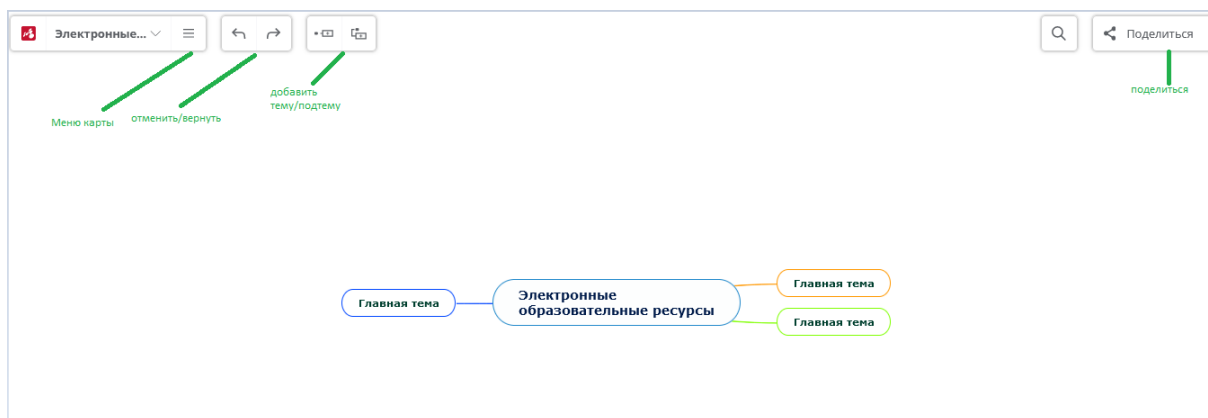 Электронные...
Поделиться
Меню карты
отменить/вернуть
добавить
тему/подтему
поделиться
Главная тема
Электронные
образовательные ресурсы
Главная тема
Главная тема